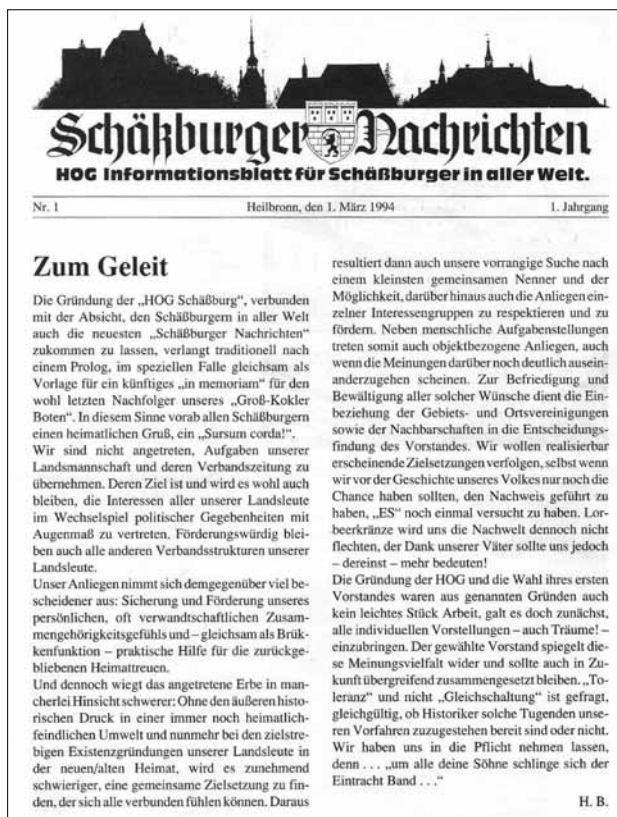 Schäßburger Nachrichten
HOG Informationsblatt für Schäßburger in aller Welt.
Nr. 1 Heilbronn, den 1. März 1994 1. Jahrgang
Zum Geleit
Die Gründung der „HOG Schäßburg“, verbunden
mit der Absicht, den Schäßburgern in aller Welt
auch die neuesten „Schäßburger Nachrichten“
zukommen zu lassen, verlangt traditionell nach
einem Prolog, im speziellen Falle gleichsam als
Vorlage für ein künftiges „in memoriam“ für den
wohl letzten Nachfolger unseres „Groß-Kokler
Boten“. In diesem Sinne vorab allen Schäßburgern
einen heimatlichen Gruß, ein „Sursum corda!“.
Wir sind nicht angetreten, Aufgaben unserer
Landsmannschaft und deren Verbandszeitung zu
übernehmen. Deren Ziel ist und wird es wohl auch
bleiben, die Interessen aller unserer Landsleute
im Wechselspiel politischer Gegebenheiten mit
Augenmaß zu vertreten. Förderungswürdig blei-
ben auch alle anderen Verbandsstrukturen unserer
Landsleute.
Unser Anliegen nimmt sich demgegenüber viel be-
scheidener aus: Sicherung und Förderung unseres
persönlichen, oft verwandtschaftlichen Zusam-
mengehörigkeitsgefühls und – gleichsam als Brük-
kenfunktion – praktische Hilfe für die zurückge-
bliebenen Heimattreuen.
Und dennoch wiegt das angetretene Erbe in man-
cherlei Hinsicht schwerer: Ohne den äußeren histo-
rischen Druck in einer immer noch heimatlich-
feindlichen Umwelt und nunmehr bei den zielstre-
bigen Existenzgründungen unserer Landsleute in
der neuen/alten Heimat, wird es zunehmend
schwieriger, eine gemeinsame Zielsetzung zu fin-
den, der sich alle verbunden fühlen können. Daraus
resultiert dann auch unsere vorrangige Suche nach
einem kleinsten gemeinsamen Nenner und der
Möglichkeit, darüber hinaus auch die Anliegen ein-
zelner Interessengruppen zu respektieren und zu
fördern. Neben menschliche Aufgabenstellungen
treten somit auch objektbezogene Anliegen, auch
wenn die Meinungen darüber noch deutlich ausein-
anderzugehen scheinen. Zur Befriedigung und
Bewältigung aller solcher Wünsche dient die Ein-
beziehung der Gebiets- und Ortsvereinigungen
sowie der Nachbarschaften in die Entscheidungs-
findung des Vorstandes. Wir wollen realisierbar
erscheinende Zielsetzungen verfolgen, selbst wenn
wir vor der Geschichte unseres Volkes nur noch die
Chance haben sollten, den Nachweis geführt zu
haben, „ES“ noch einmal versucht zu haben. Lor-
beerkränze wird uns die Nachwelt dennoch nicht
flechten, der Dank unserer Väter sollte uns jedoch
– dereinst – mehr bedeuten!
Die Gründung der HOG und die Wahl ihres ersten
Vorstandes waren aus genannten Gründen auch
kein leichtes Stück Arbeit, galt es doch zunächst,
alle individuellen Vorstellungen – auch Träume! –
einzubringen. Der gewählte Vorstand spiegelt die-
se Meinungsvielfalt wider und sollte auch in Zu-
kunft übergreifend zusammengesetzt bleiben. „To-
leranz“ und nicht „Gleichschaltung“ ist gefragt,
gleichgültig, ob Historiker solche Tugenden unse-
ren Vorfahren zuzugestehen bereit sind oder nicht.
Wir haben uns in die Pflicht nehmen lassen,
denn . . . „um alle deine Söhne schlinge sich der
Eintracht Band . . .“
H. B.